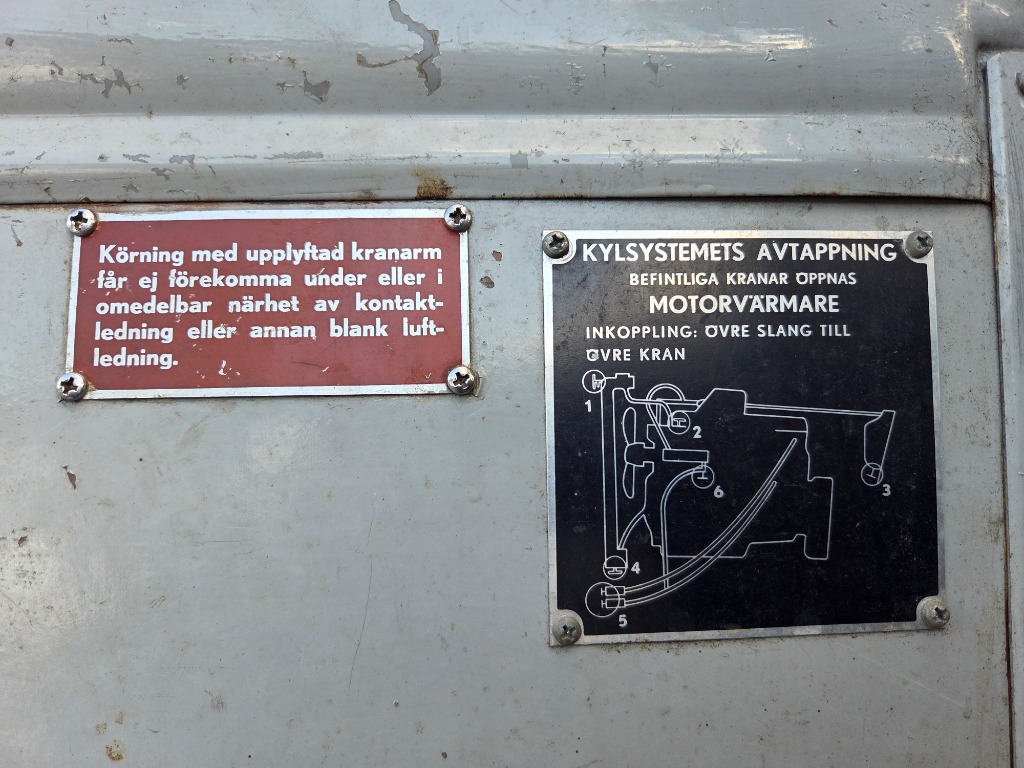 Körning med upplyftad kranarm
får ej förekomma under eller i
omedelbar närhet av kontakt-
ledning eller annan blank luft-
ledning.
KYLSYSTEMETS AVTAPPNING
BEFINTLIGA KRANAR ÖPPNAS
MOTORVÄRMARE
INKOPPLING: ÖVRE SLANG TILL
ÖVRE KRAN
1
2
6
3
4
5